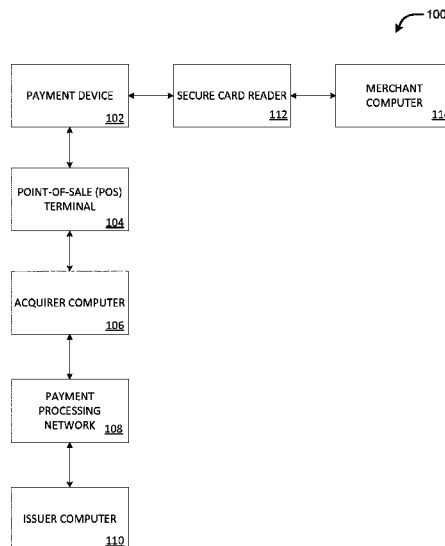 100
PAYMENT DEVICE
102
SECURE CARD READER
112
MERCHANT
COMPUTER
114
POINT-OF-SALE (POS)
TERMINAL
104
ACQUIRER COMPUTER
106
PAYMENT
PROCESSING
NETWORK
108
ISSUER COMPUTER
110